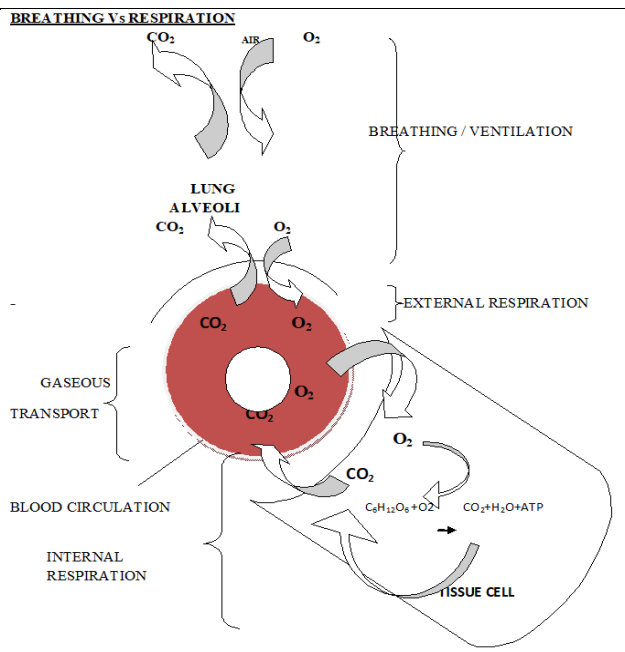 BREATHING Vs RESPIRATION
CO₂ AIR O₂
BREATHING / VENTILATION
LUNG
ALVEOLI
CO₂ O₂
-
EXTERNAL RESPIRATION
CO₂ O₂
GASEOUS
TRANSPORT
O₂
CO₂
O₂
CO₂
BLOOD CIRCULATION
C₆H₁₂O₆+O2 CO₂+H₂O+ATP
INTERNAL
RESPIRATION
TISSUE CELL